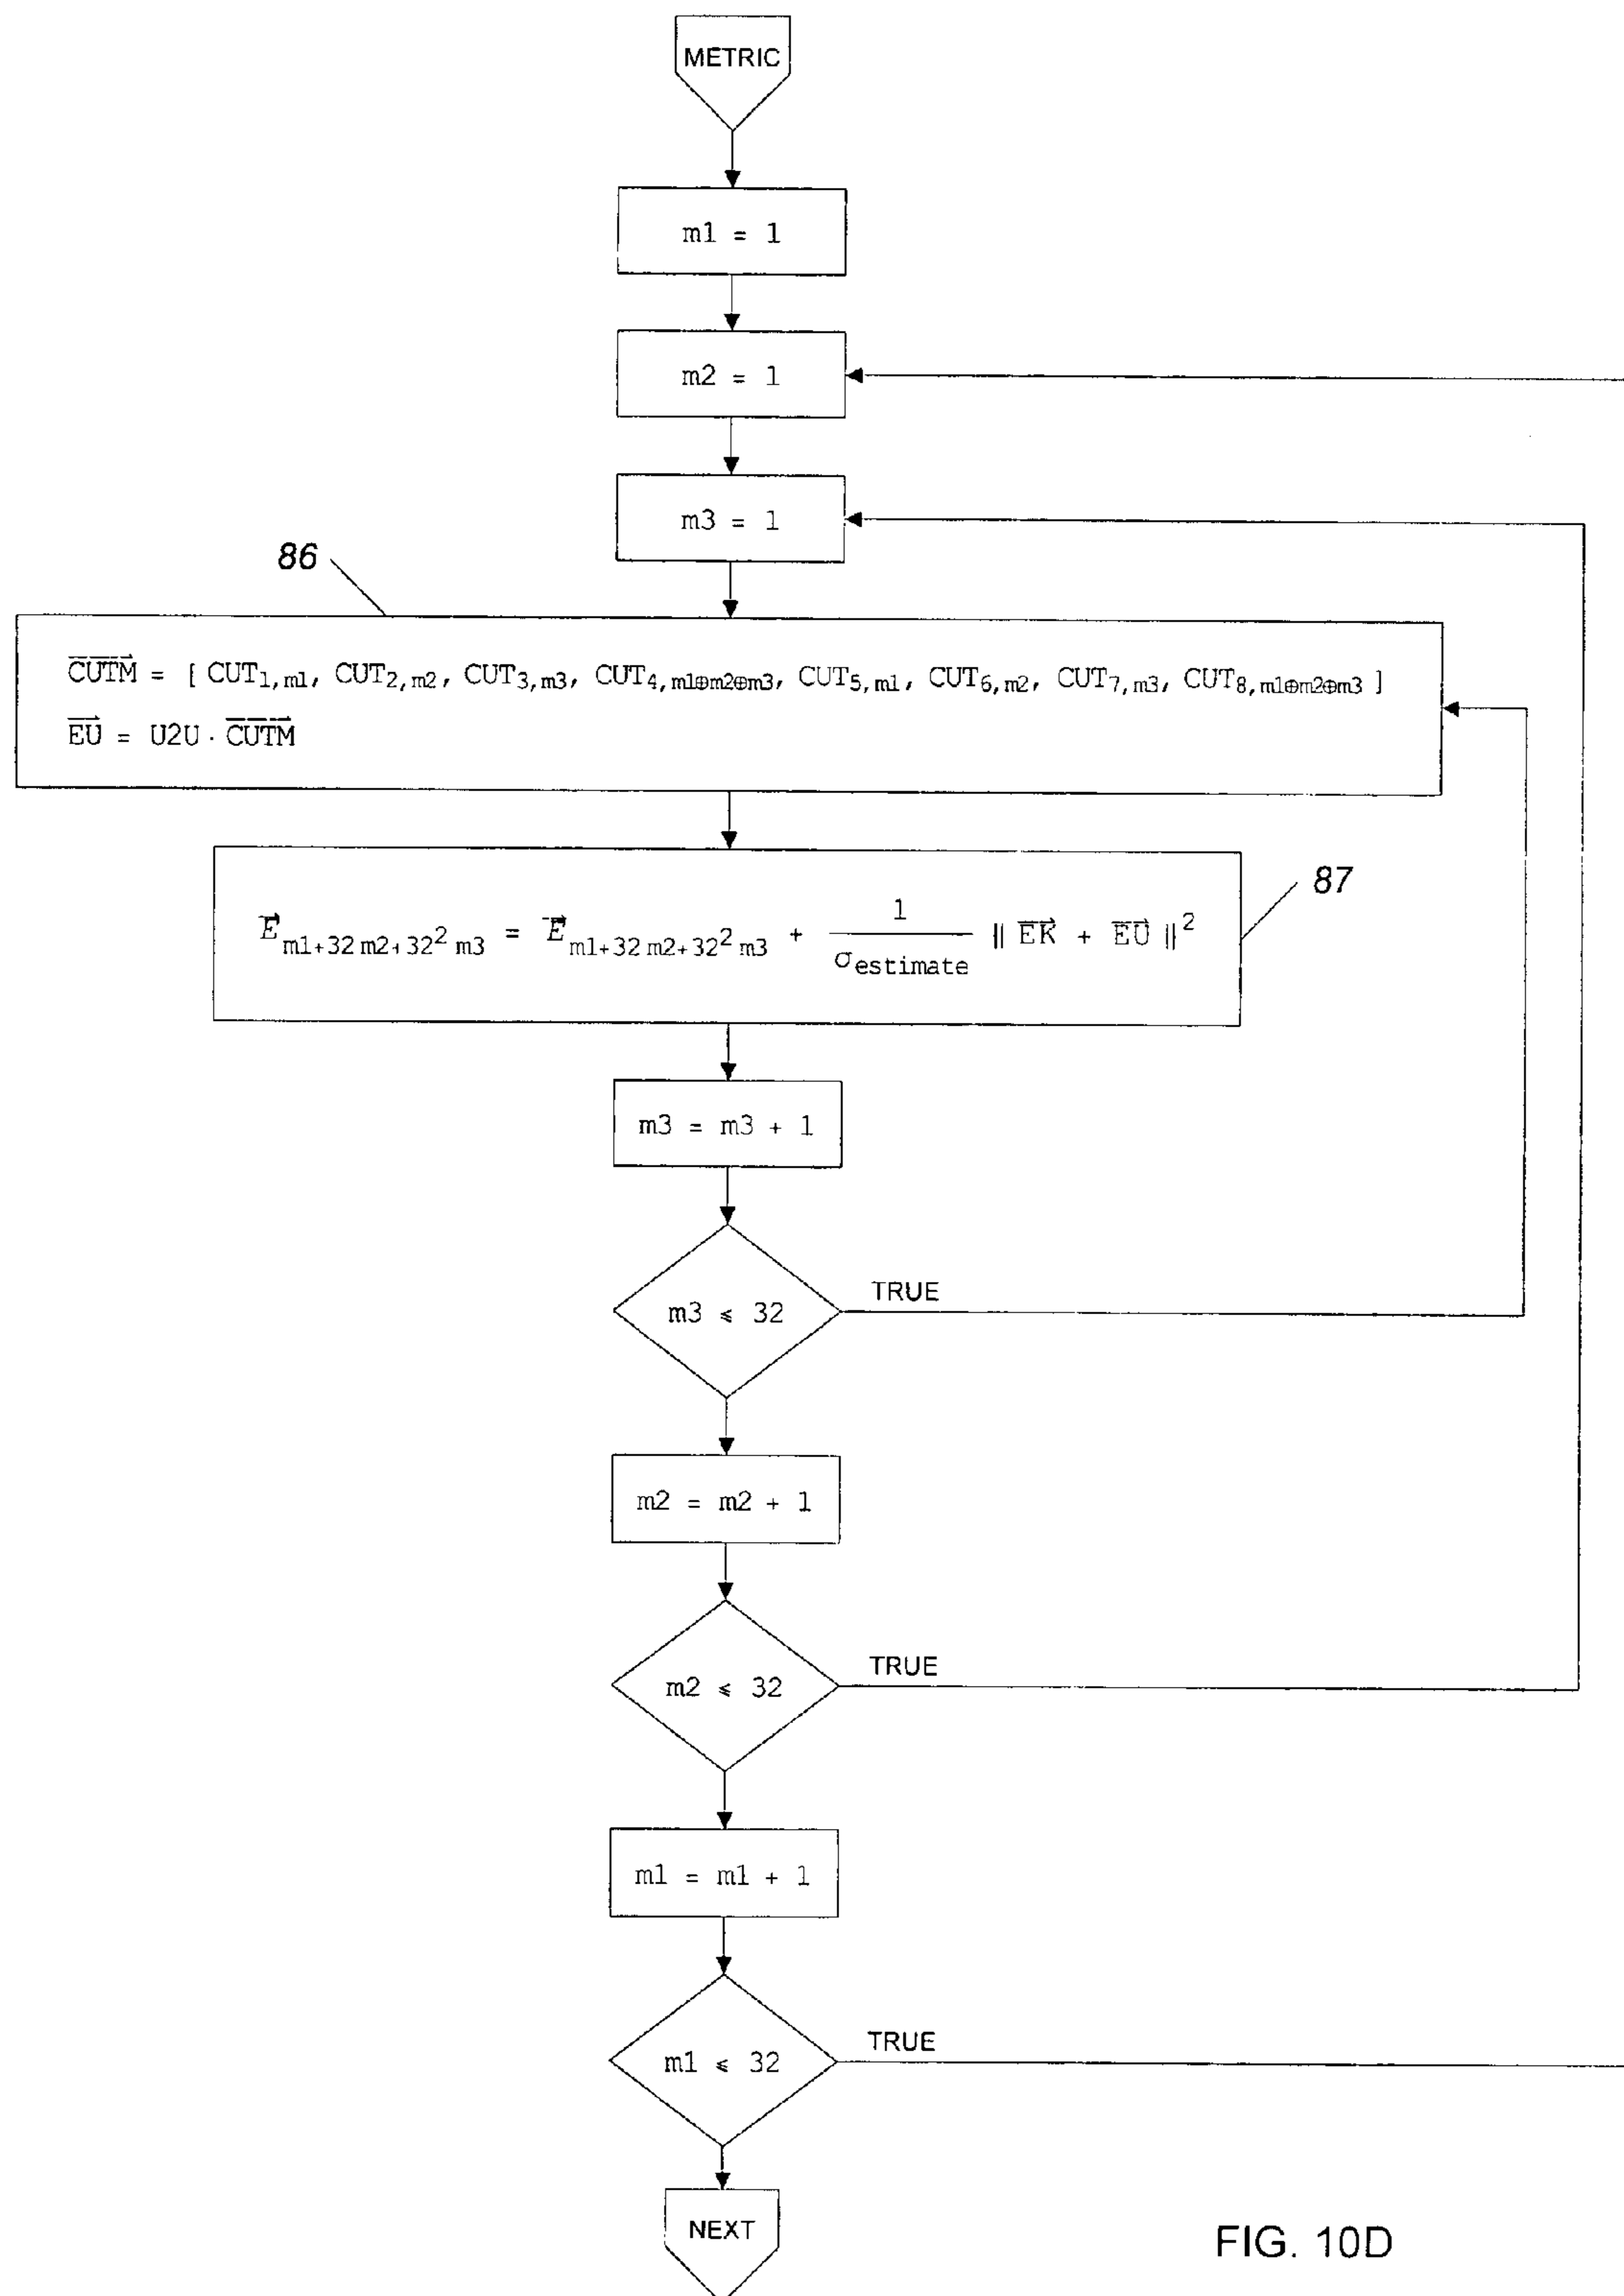 METRIC
m1 = 1
m2 = 1
m3 = 1
86
CUTM = [ CUT₁,m1, CUT₂,m2, CUT₃,m3, CUT₄,m1⊕m2⊕m3, CUT₅,m1, CUT₆,m2, CUT₇,m3, CUT₈,m1⊕m2⊕m3 ]
EU = U2U · CUTM
87
E m1+32 m2+32² m3 = E m1+32 m2+32² m3 + 1/σestimate ‖ EK + EU ‖²
m3 = m3 + 1
m3 ⩽ 32
TRUE
m2 = m2 + 1
m2 ⩽ 32
TRUE
m1 = m1 + 1
m1 ⩽ 32
TRUE
NEXT
FIG. 10D